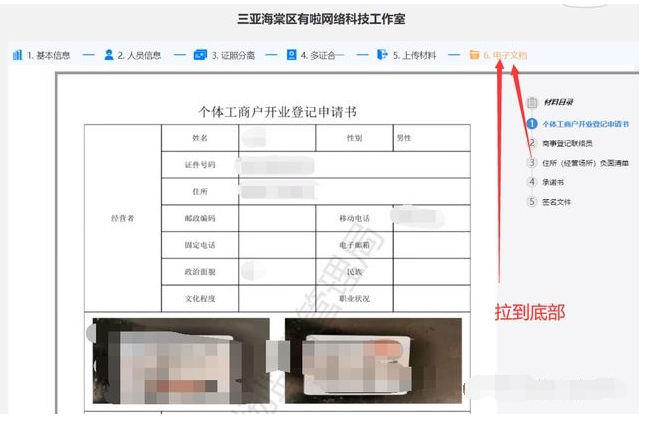 三亚海棠区有啦网络科技工作室
1. 基本信息 2. 人员信息 3. 证照分离 4. 多证合一 5. 上传材料 6. 电子文档
个体工商户开业登记申请书
材料目录
1 个体工商户开业登记申请书
2 商事登记联络员
3 住所（经营场所）负面清单
4 承诺书
5 签名文件
姓名 性别 男性
证件号码
住所
经营者
邮政编码 移动电话
固定电话 电子邮箱
政治面貌 民族
文化程度 职业状况
管理局
拉到底部